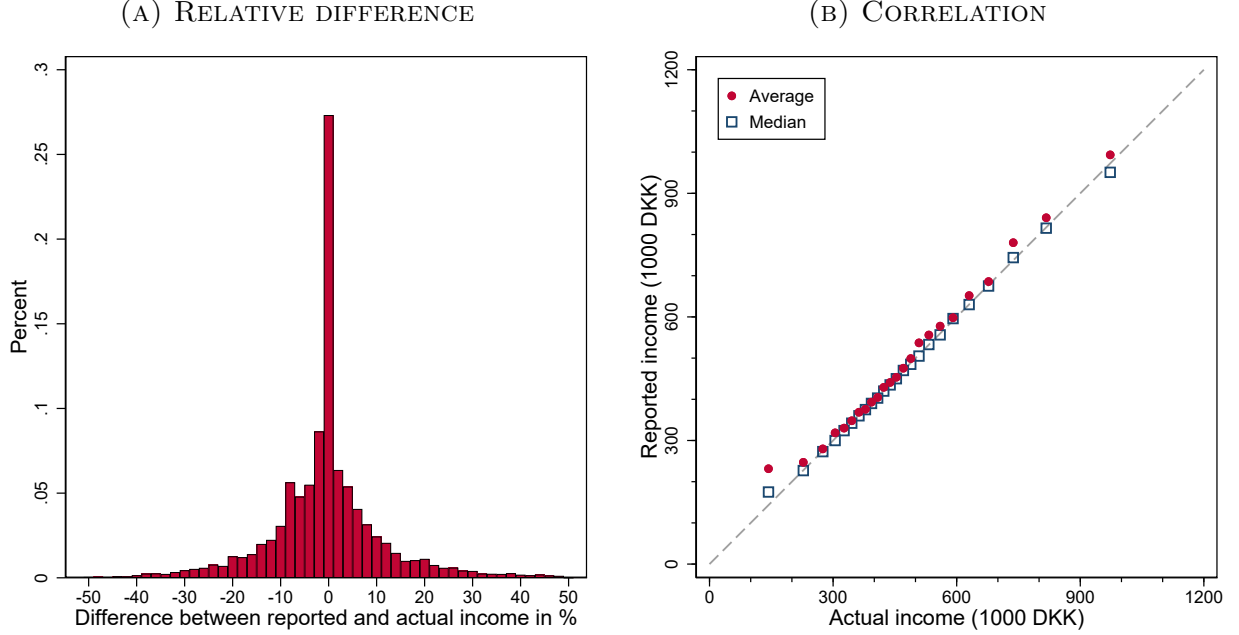 (A) RELATIVE DIFFERENCE
.3
.25
.2
.15
.1
.05
0
Percent
-50 -40 -30 -20 -10 0 10 20 30 40 50
Difference between reported and actual income in %
(B) CORRELATION
Average
Median
1200
900
600
300
0
Reported income (1000 DKK)
0 300 600 900 1200
Actual income (1000 DKK)